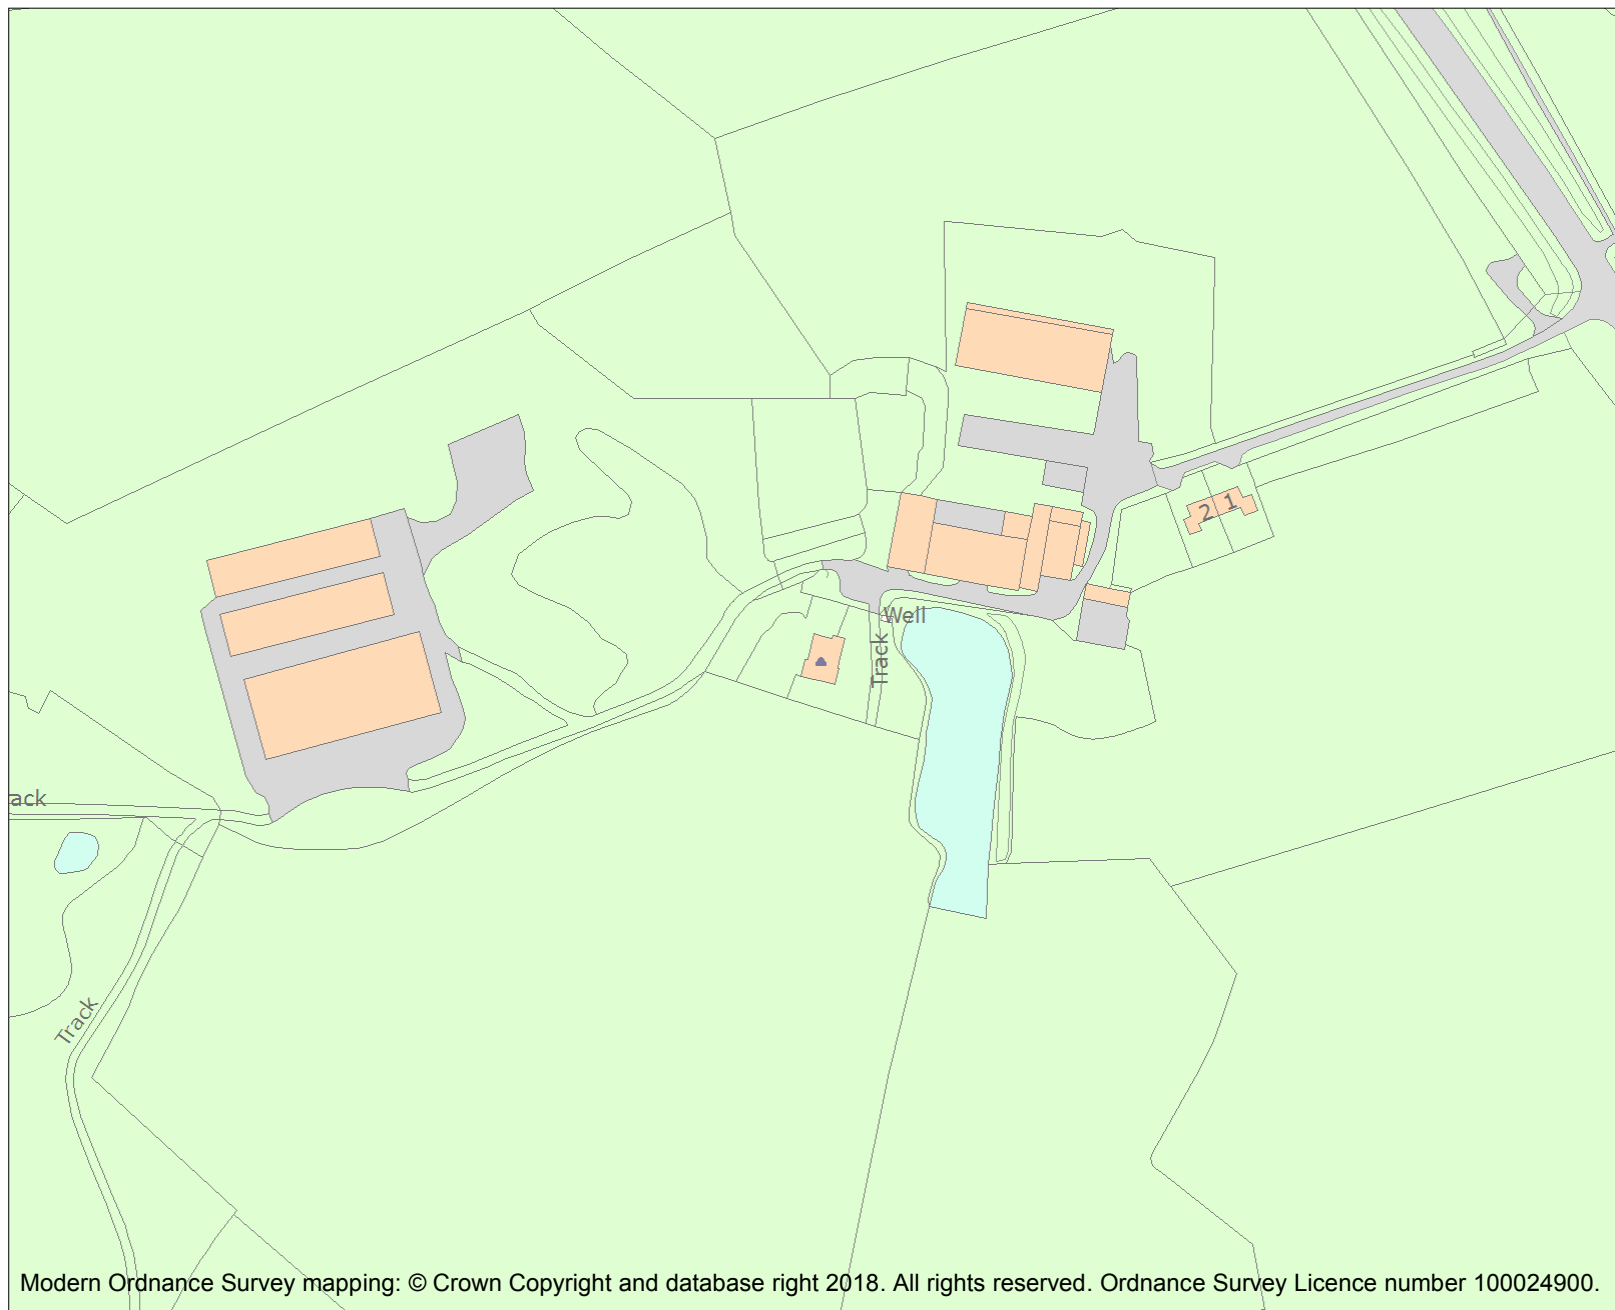 2 1
Well
Track
ack
Track
Modern Ordnance Survey mapping: © Crown Copyright and database right 2018. All rights reserved. Ordnance Survey Licence number 100024900.